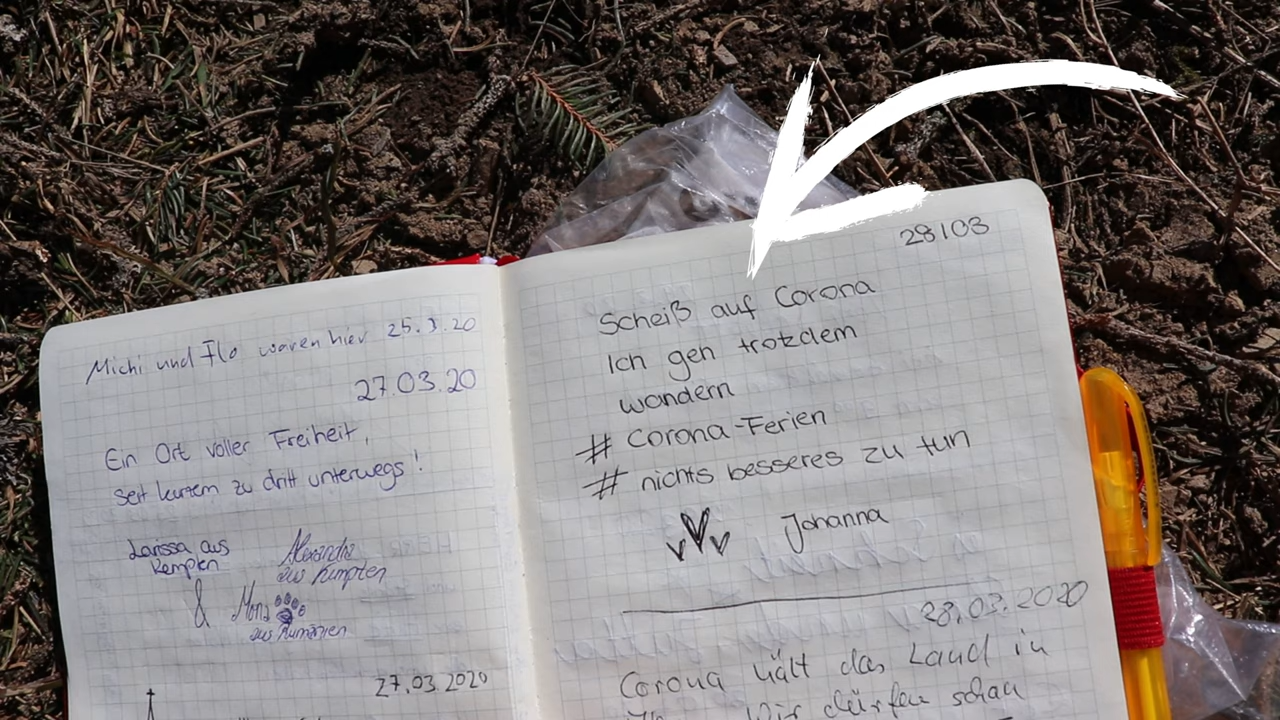 Michi und Flo waren hier 25.3.20
27.03.20
Ein Ort voller Freiheit,
seit kurzem zu dritt unterwegs!
Larissa aus
Kempten
Alexandra
aus Kempten
& Mona
aus Rumänien
27.03.2020
28/03
Scheiß auf Corona
Ich geh trotzdem
wandern
# Corona-Ferien
# nichts besseres zu tun
Johanna
28.03.2020
Corona hält das Land in
Wir dürfen schon